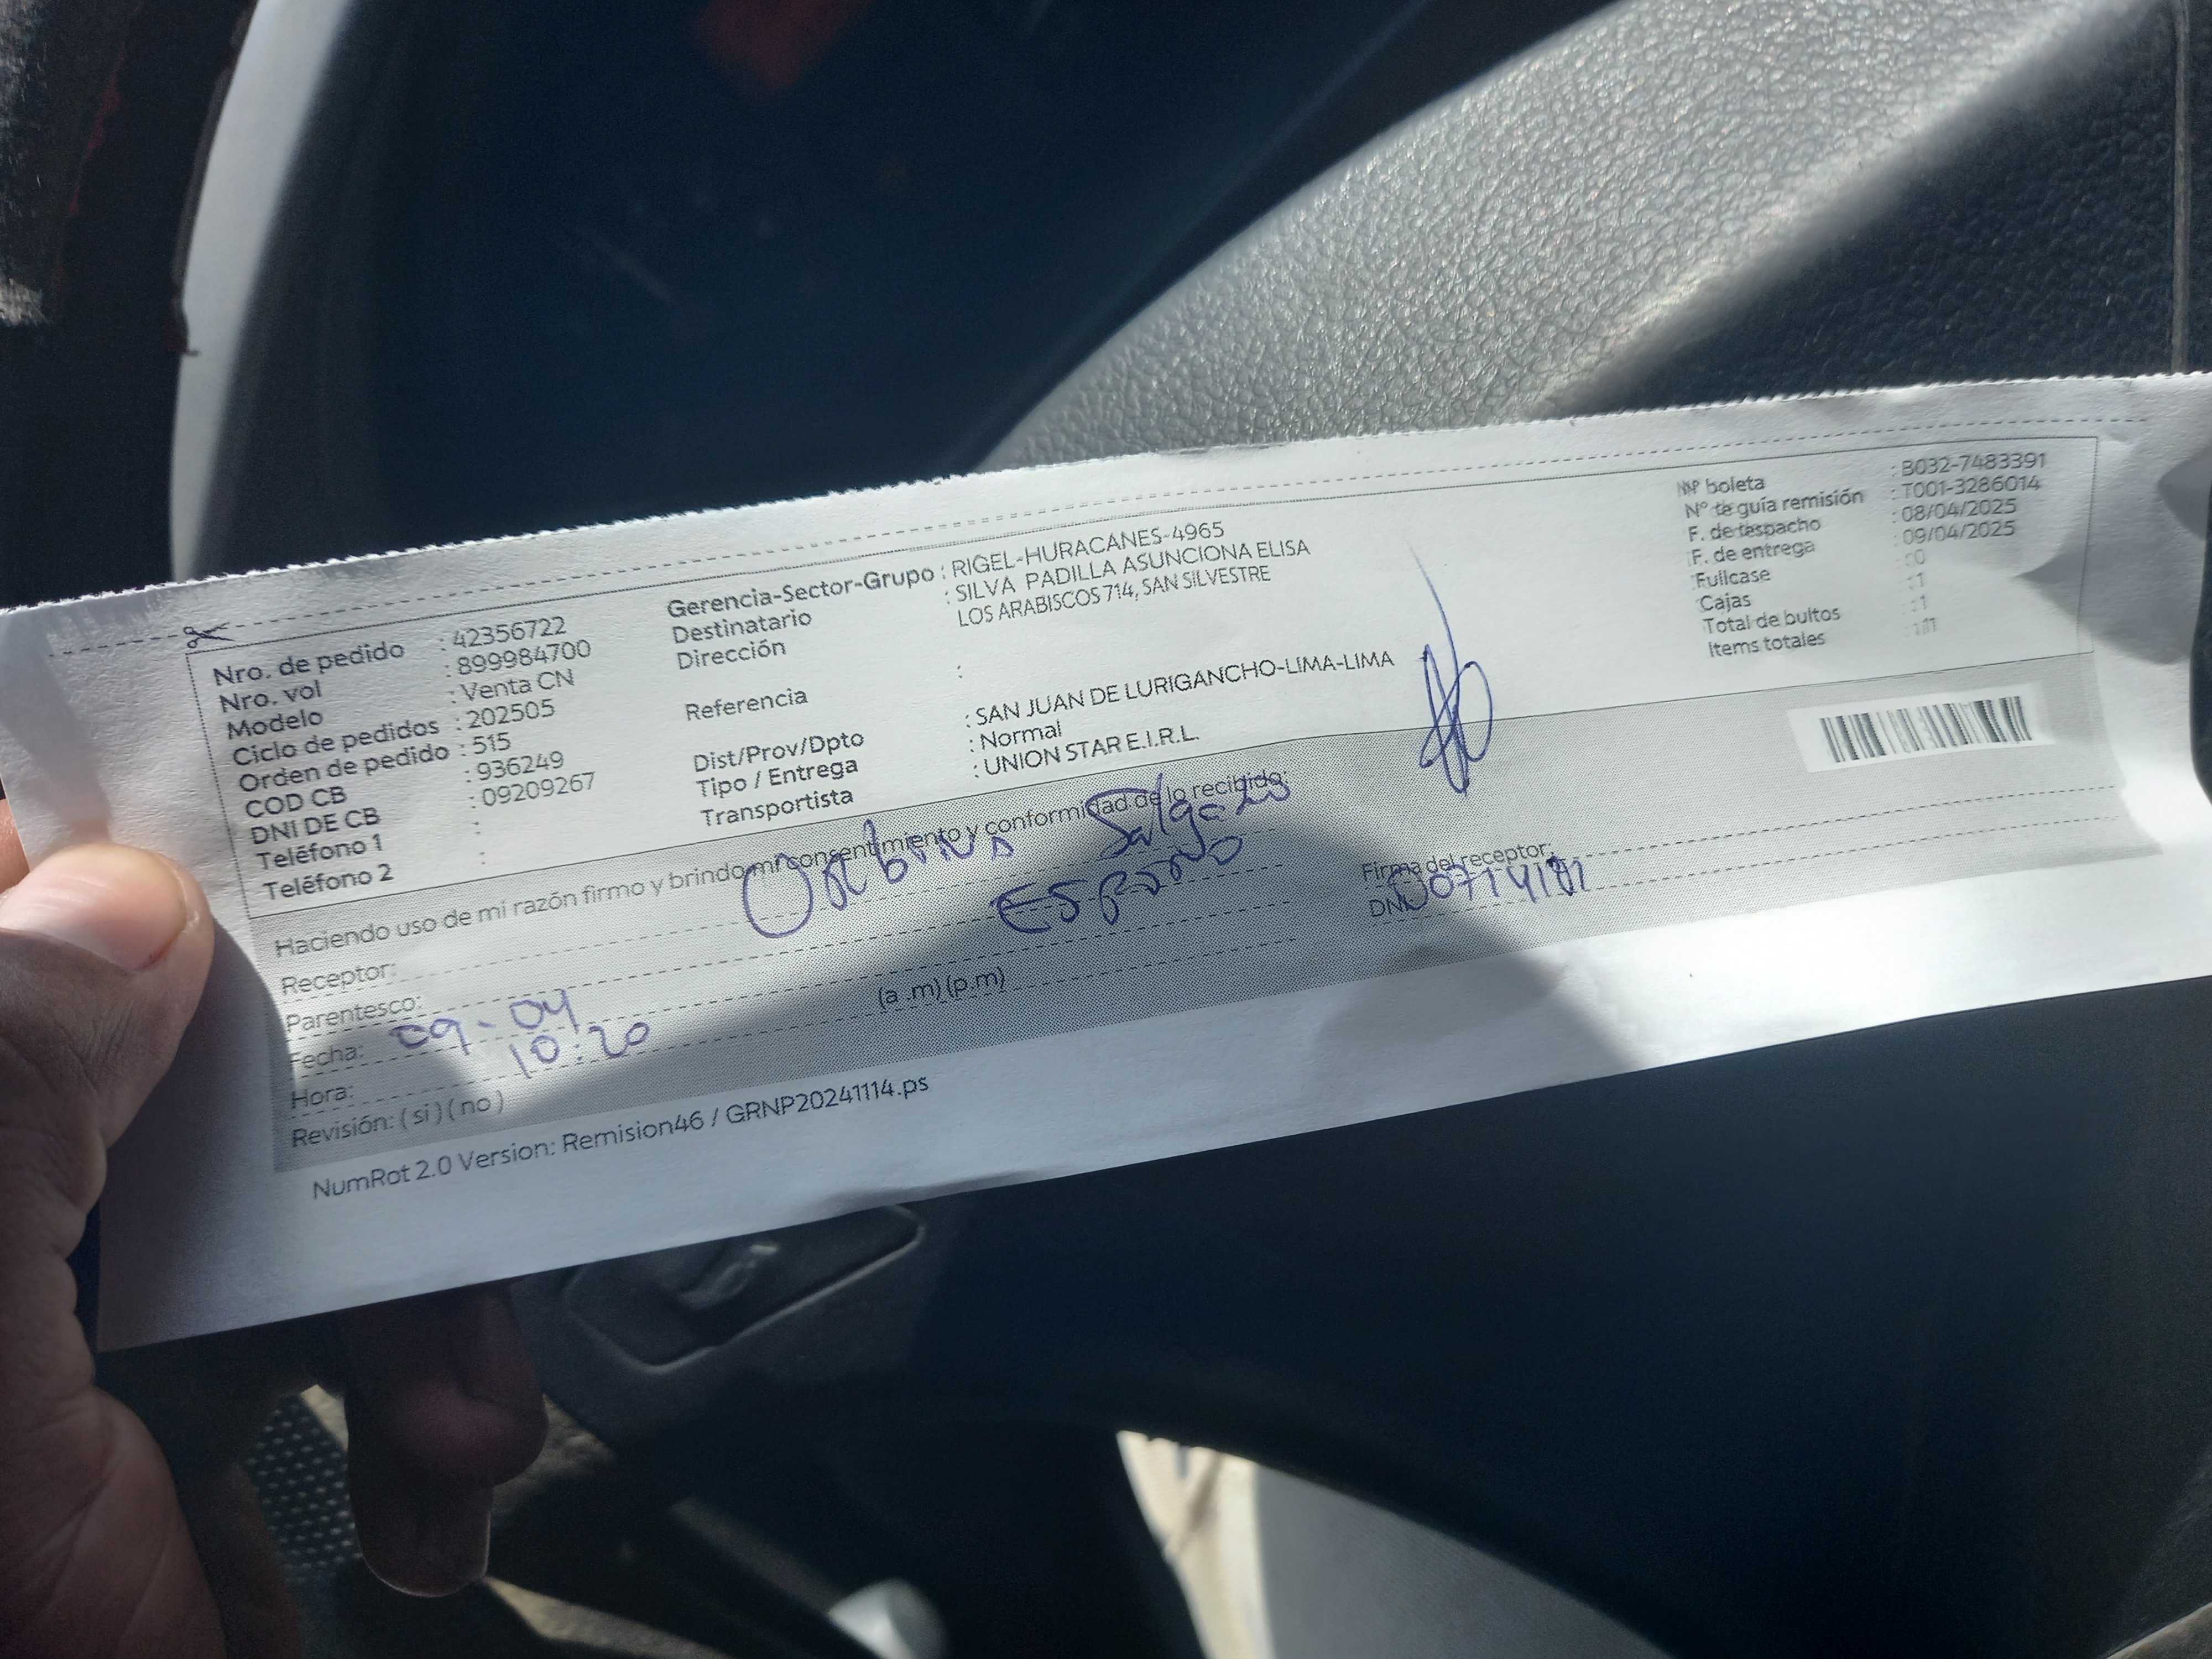 Nro. de pedido : 42356722
Nro. vol : 899984700
Modelo : Venta CN
Ciclo de pedidos : 202505
Orden de pedido : 515
COD CB : 936249
DNI DE CB : 09209267
Teléfono 1 :
Teléfono 2 :
Gerencia-Sector-Grupo : RIGEL-HURACANES-4965
Destinatario : SILVA PADILLA ASUNCIONA ELISA
Dirección LOS ARABISCOS 714, SAN SILVESTRE
Referencia :
Dist/Prov/Dpto : SAN JUAN DE LURIGANCHO-LIMA-LIMA
Tipo / Entrega : Normal
Transportista : UNION STAR E.I.R.L.
Nº boleta : B032-7483391
Nº de guía remisión : T001-3286014
F. de despacho : 08/04/2025
F. de entrega : 09/04/2025
Fullcase : 0
Cajas : 1
Total de bultos : 1
Items totales
Haciendo uso de mi razón firmo y brindo mi consentimiento y conformidad de lo recibido:
Receptor: Urbina Salgado
Parentesco: Esposo
Firma del receptor:
DNI
Fecha: 09-04
Hora: 10:20 (a .m) (p.m)
Revisión: ( si ) ( no )
NumRot 2.0 Version: Remision46 / GRNP20241114.ps